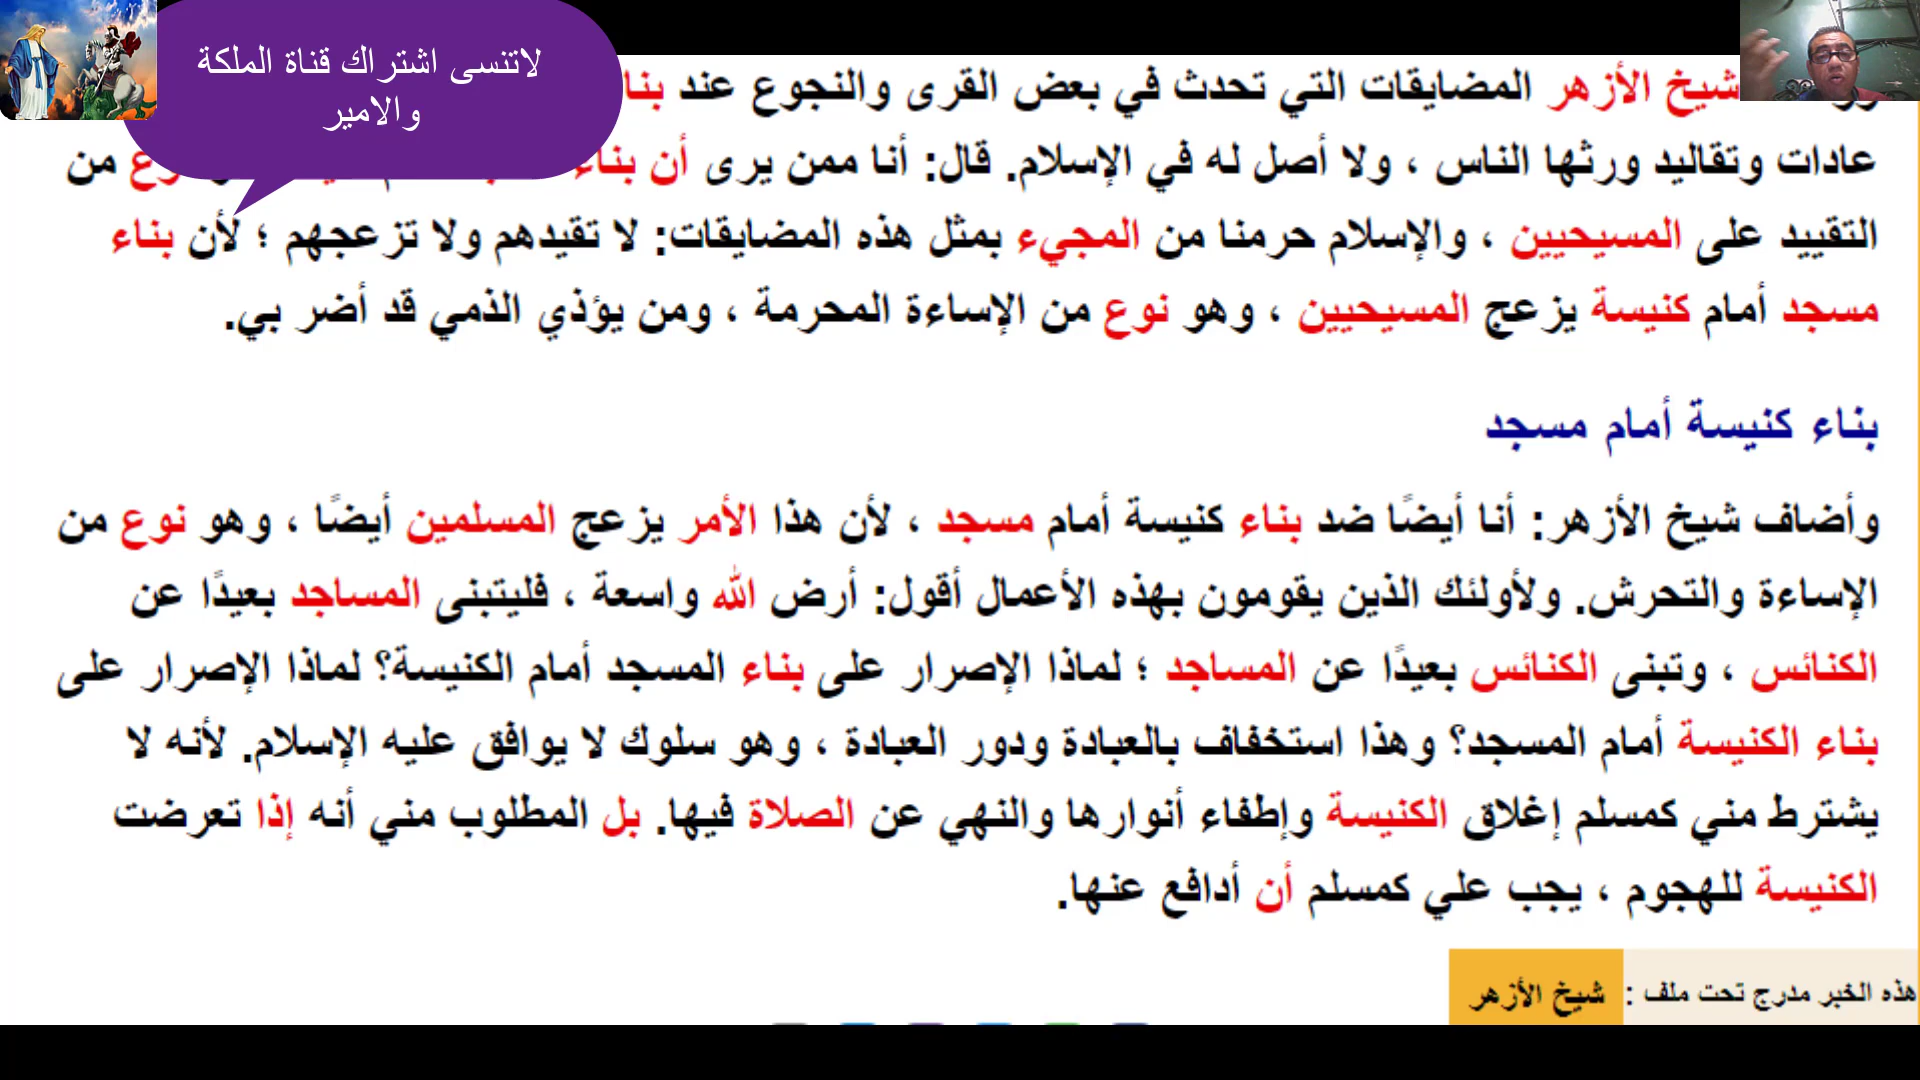 لاتنسى اشتراك قناة الملكة
والامير
شيخ الأزهر المضايقات التي تحدث في بعض القرى والنجوع عند
عادات وتقاليد ورثها الناس ، ولا أصل له في الإسلام. قال: أنا ممن يرى أن بناء من
التقييد على المسيحيين ، والإسلام حرمنا من المجيء بمثل هذه المضايقات: لا تقيدهم ولا تزعجهم ؛ لأن بناء
مسجد أمام كنيسة يزعج المسيحيين ، وهو نوع من الإساءة المحرمة ، ومن يؤذي الذمي قد أضر بي.
بناء كنيسة أمام مسجد
وأضاف شيخ الأزهر: أنا أيضًا ضد بناء كنيسة أمام مسجد ، لأن هذا الأمر يزعج المسلمين أيضًا ، وهو نوع من
الإساءة والتحرش. ولأولئك الذين يقومون بهذه الأعمال أقول: أرض الله واسعة ، فليتبنى المساجد بعيدًا عن
الكنائس ، وتبنى الكنائس بعيدًا عن المساجد ؛ لماذا الإصرار على بناء المسجد أمام الكنيسة؟ لماذا الإصرار على
بناء الكنيسة أمام المسجد؟ وهذا استخفاف بالعبادة ودور العبادة ، وهو سلوك لا يوافق عليه الإسلام. لأنه لا
يشترط مني كمسلم إغلاق الكنيسة وإطفاء أنوارها والنهي عن الصلاة فيها. بل المطلوب مني أنه إذا تعرضت
الكنيسة للهجوم ، يجب علي كمسلم أن أدافع عنها.
هذه الخبر مدرج تحت ملف : شيخ الأزهر